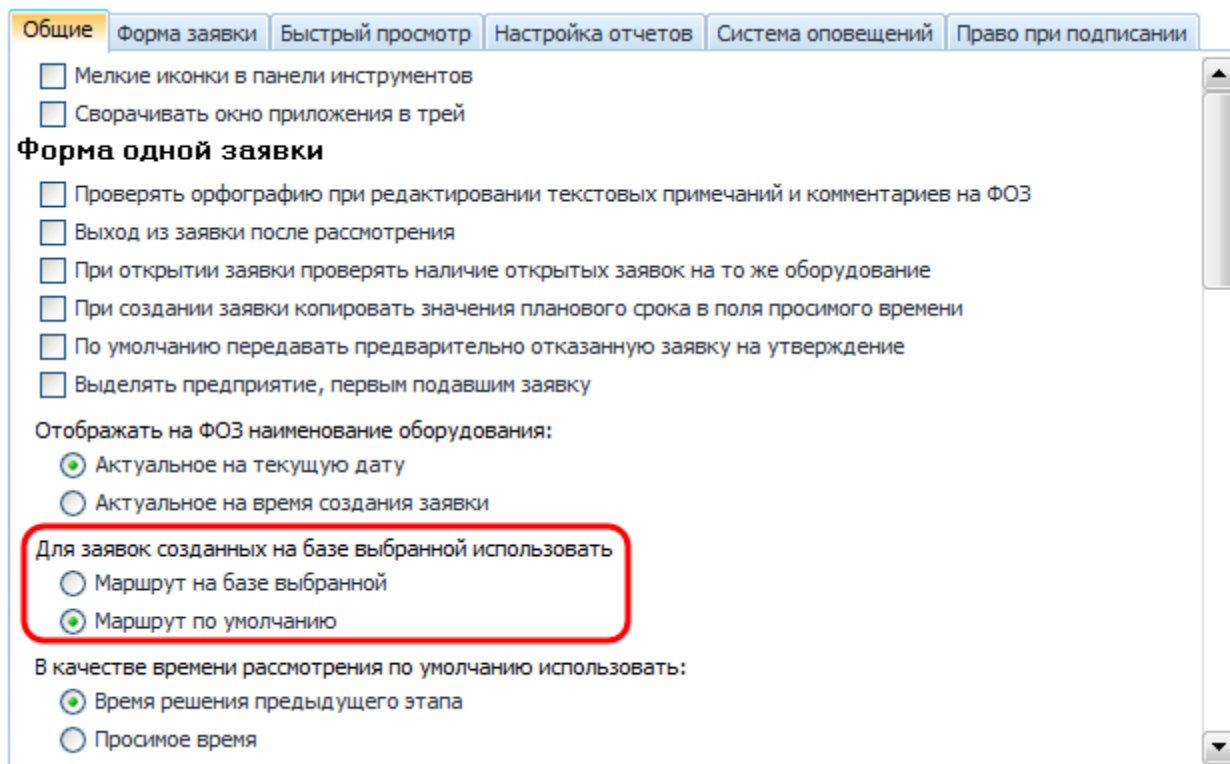 Общие Форма заявки Быстрый просмотр Настройка отчетов Система оповещений Право при подписании
Мелкие иконки в панели инструментов
Сворачивать окно приложения в трей
Форма одной заявки
Проверять орфографию при редактировании текстовых примечаний и комментариев на ФОЗ
Выход из заявки после рассмотрения
При открытии заявки проверять наличие открытых заявок на то же оборудование
При создании заявки копировать значения планового срока в поля просимого времени
По умолчанию передавать предварительно отказанную заявку на утверждение
Выделять предприятие, первым подавшим заявку
Отображать на ФОЗ наименование оборудования:
Актуальное на текущую дату
Актуальное на время создания заявки
Для заявок созданных на базе выбранной использовать
Маршрут на базе выбранной
Маршрут по умолчанию
В качестве времени рассмотрения по умолчанию использовать:
Время решения предыдущего этапа
Просимое время